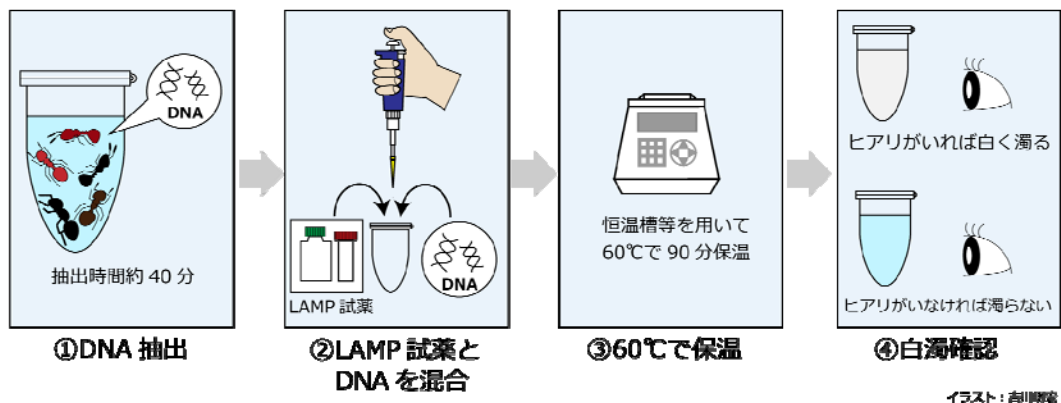 DNA
抽出時間約 40 分
①DNA 抽出
LAMP 試薬
DNA
②LAMP 試薬と
DNA を混合
恒温槽等を用いて
60℃で 90 分保温
③60℃で保温
ヒアリがいれば白く濁る
ヒアリがいなければ濁らない
④白濁確認
イラスト：吉川